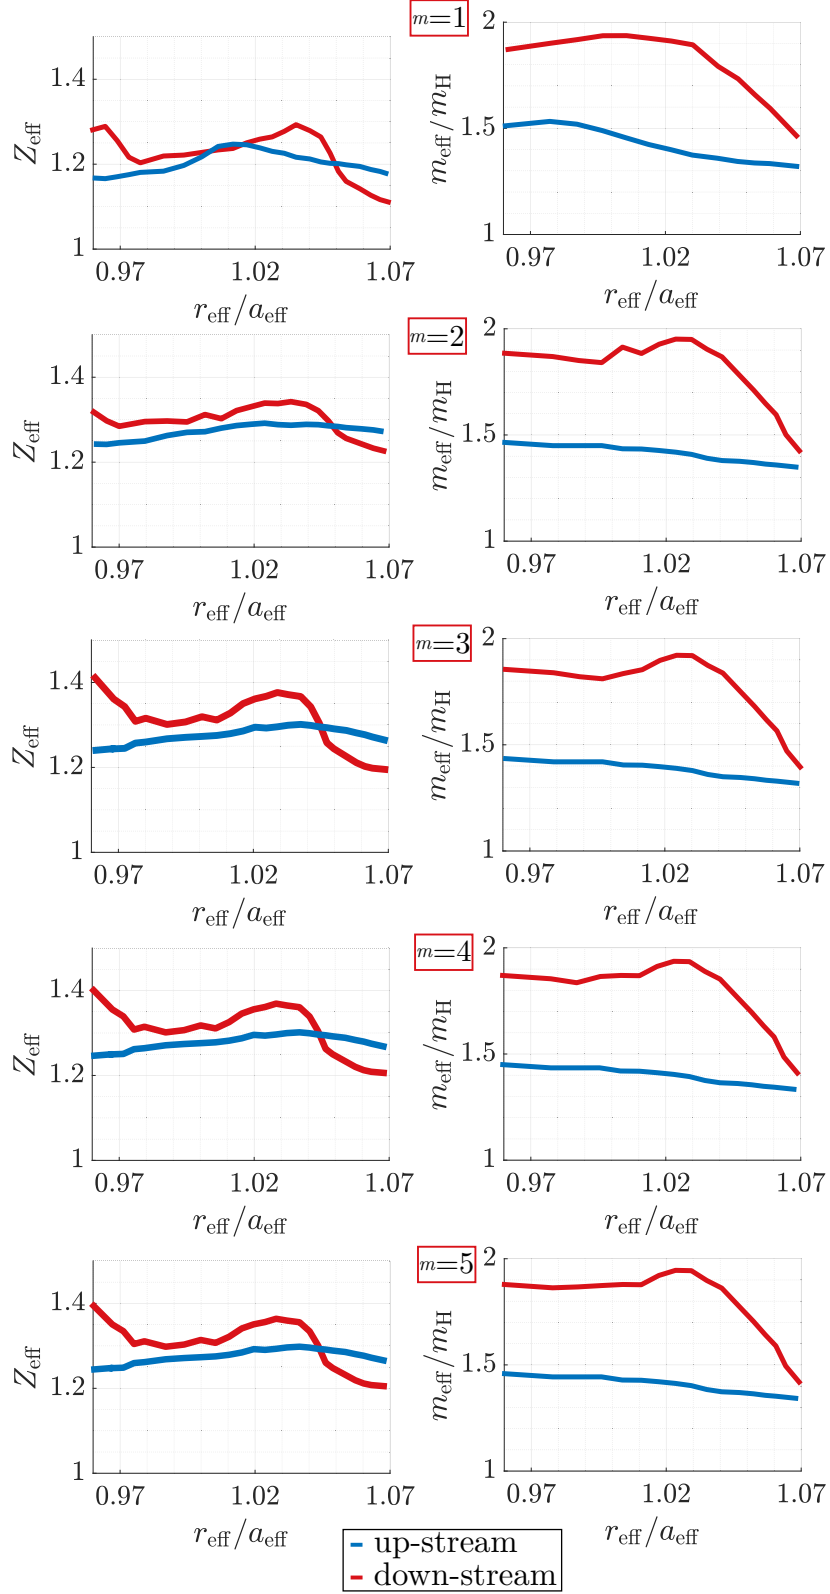 m=1
1.4
1.2
1
Z_eff
0.97 1.02 1.07
r_eff/a_eff
2
1.5
1
m_eff/m_H
0.97 1.02 1.07
r_eff/a_eff
m=2
1.4
1.2
1
Z_eff
0.97 1.02 1.07
r_eff/a_eff
2
1.5
1
m_eff/m_H
0.97 1.02 1.07
r_eff/a_eff
m=3
1.4
1.2
1
Z_eff
0.97 1.02 1.07
r_eff/a_eff
2
1.5
1
m_eff/m_H
0.97 1.02 1.07
r_eff/a_eff
m=4
1.4
1.2
1
Z_eff
0.97 1.02 1.07
r_eff/a_eff
2
1.5
1
m_eff/m_H
0.97 1.02 1.07
r_eff/a_eff
m=5
1.4
1.2
1
Z_eff
0.97 1.02 1.07
r_eff/a_eff
2
1.5
1
m_eff/m_H
0.97 1.02 1.07
r_eff/a_eff
up-stream
down-stream